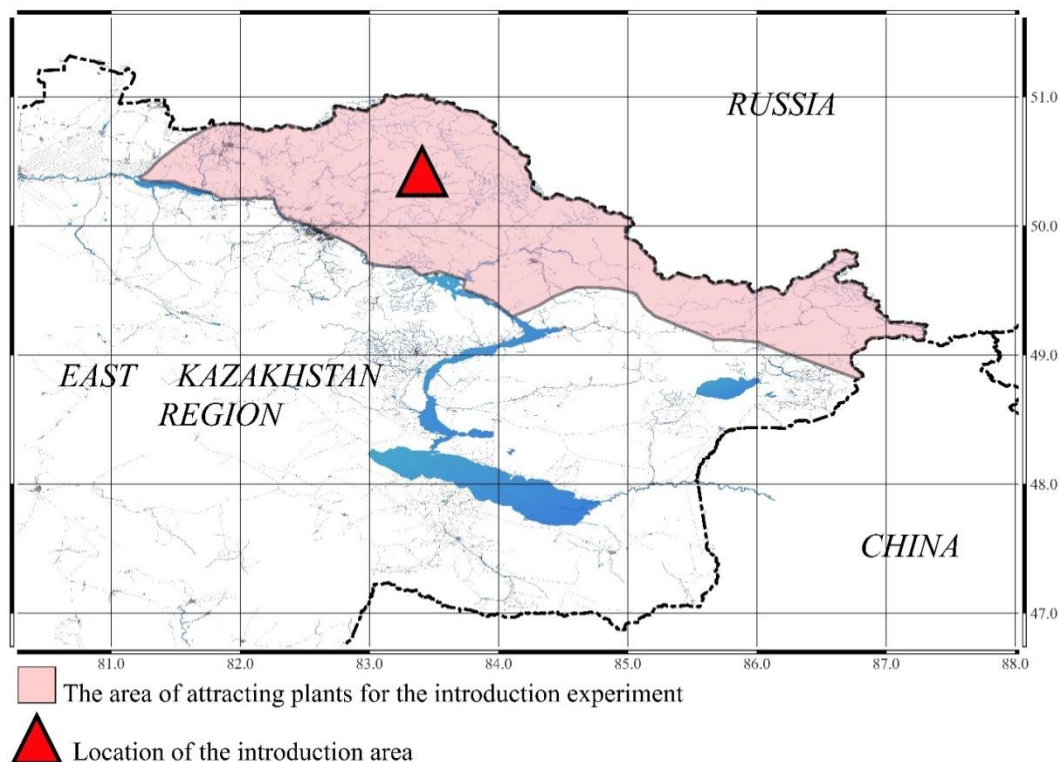 RUSSIA
EAST KAZAKHSTAN
REGION
CHINA
51.0
50.0
49.0
48.0
47.0
81.0 82.0 83.0 84.0 85.0 86.0 87.0 88.0
The area of attracting plants for the introduction experiment
Location of the introduction area